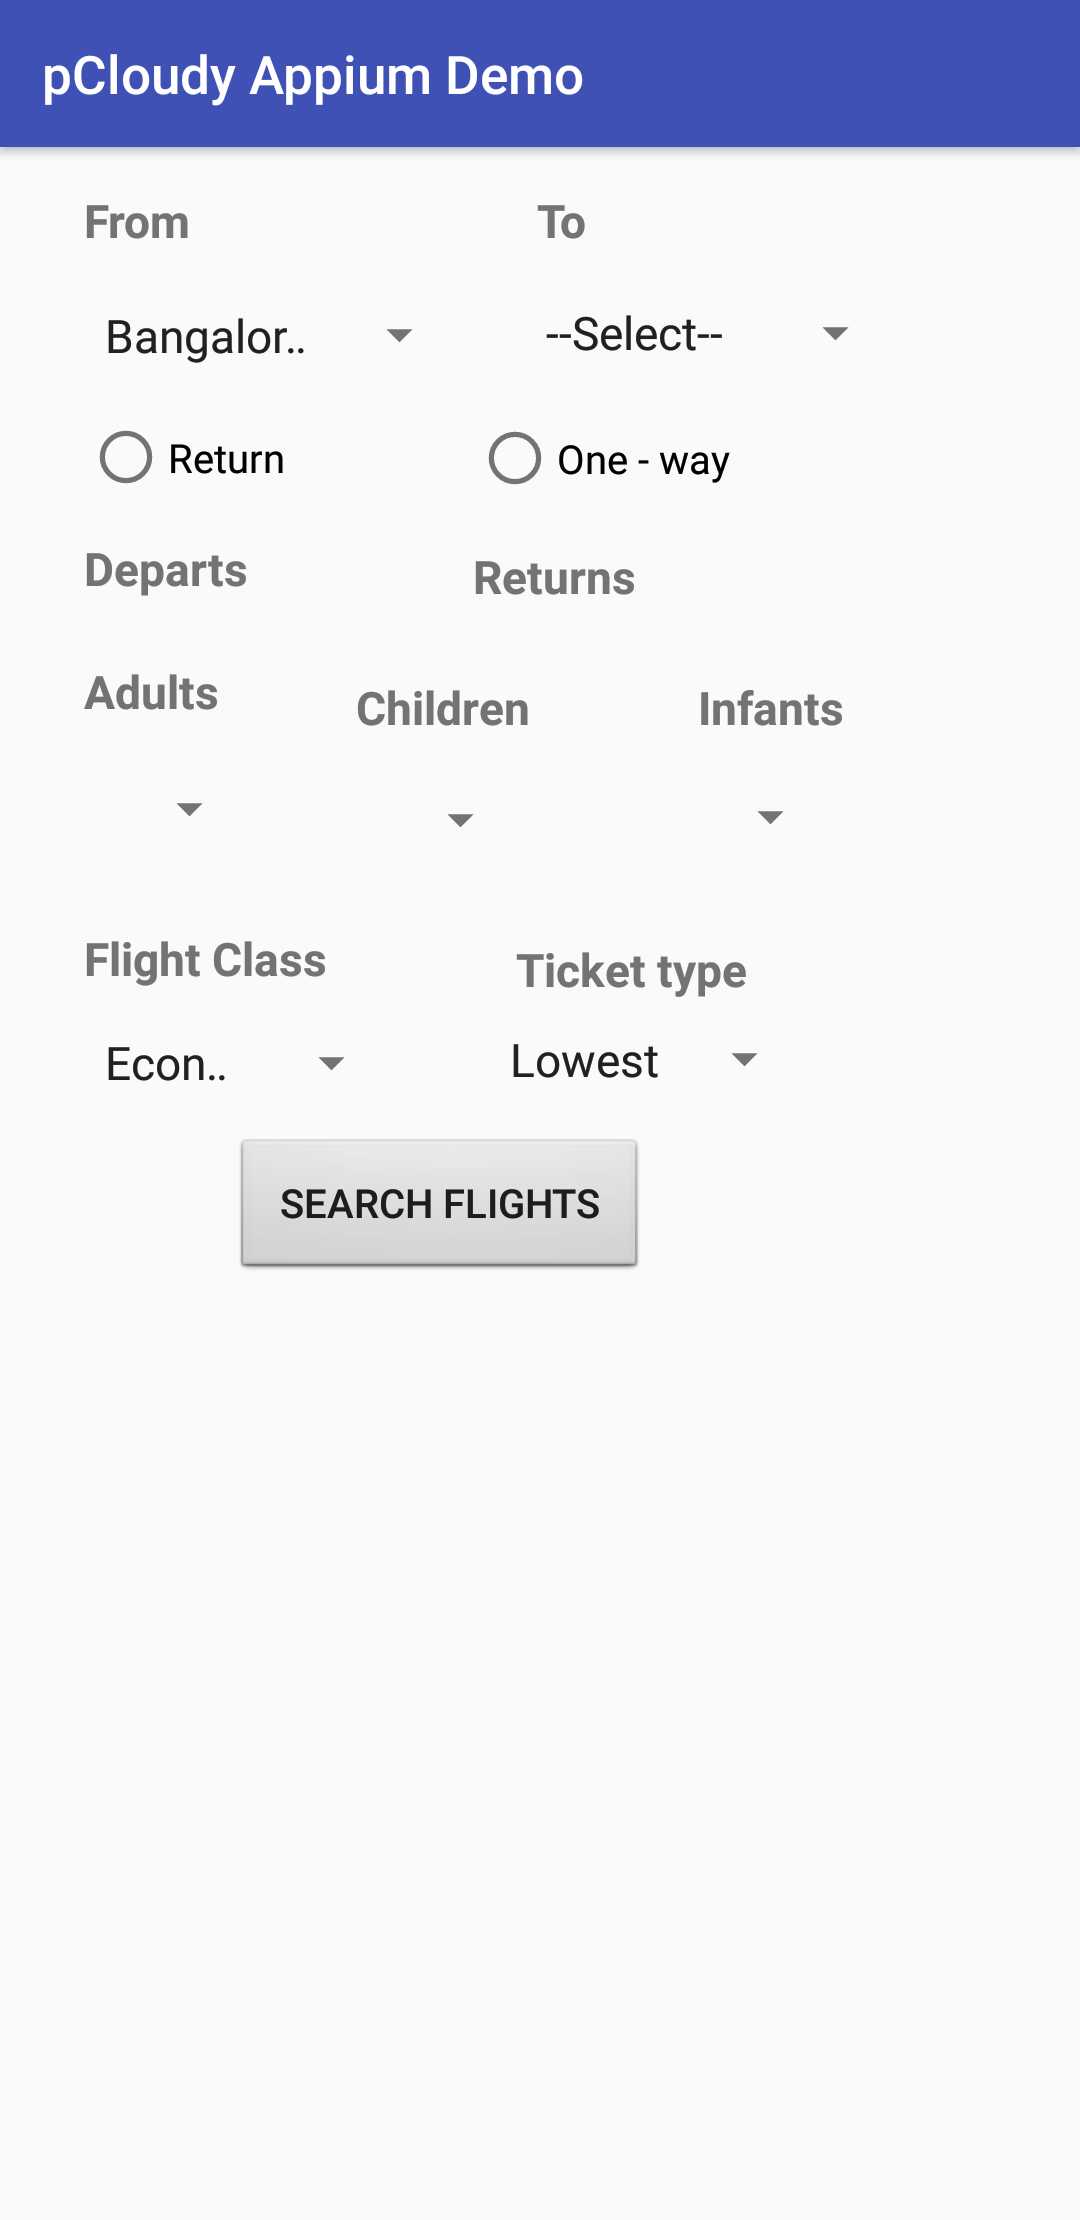 pCloudy Appium Demo
From To
Bangalor.. --Select--
Return One - way
Departs Returns
Adults Children Infants
Flight Class Ticket type
Econ.. Lowest
SEARCH FLIGHTS